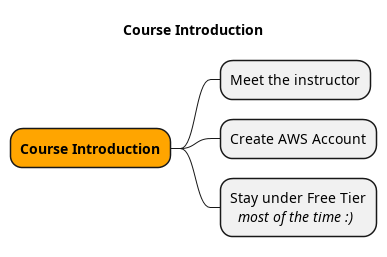 Course Introduction
Course Introduction
Meet the instructor
Create AWS Account
Stay under Free Tier
most of the time :)